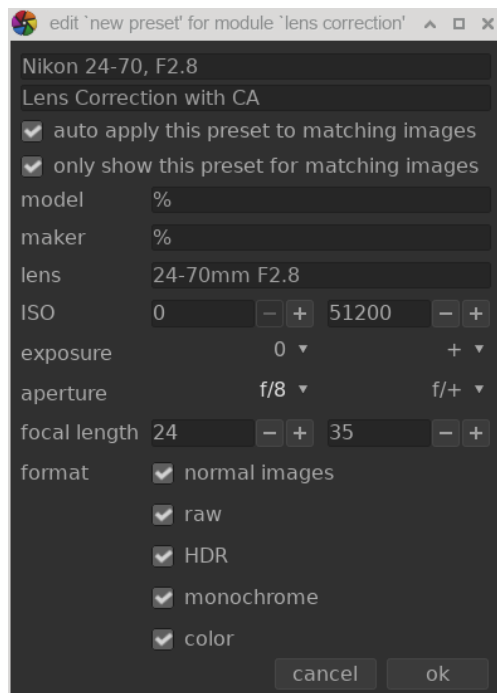 edit `new preset' for module `lens correction'
Nikon 24-70, F2.8
Lens Correction with CA
auto apply this preset to matching images
only show this preset for matching images
model %
maker %
lens 24-70mm F2.8
ISO 0 − + 51200 − +
exposure 0 ▾ + ▾
aperture f/8 ▾ f/+ ▾
focal length 24 − + 35 − +
format normal images
raw
HDR
monochrome
color
cancel ok